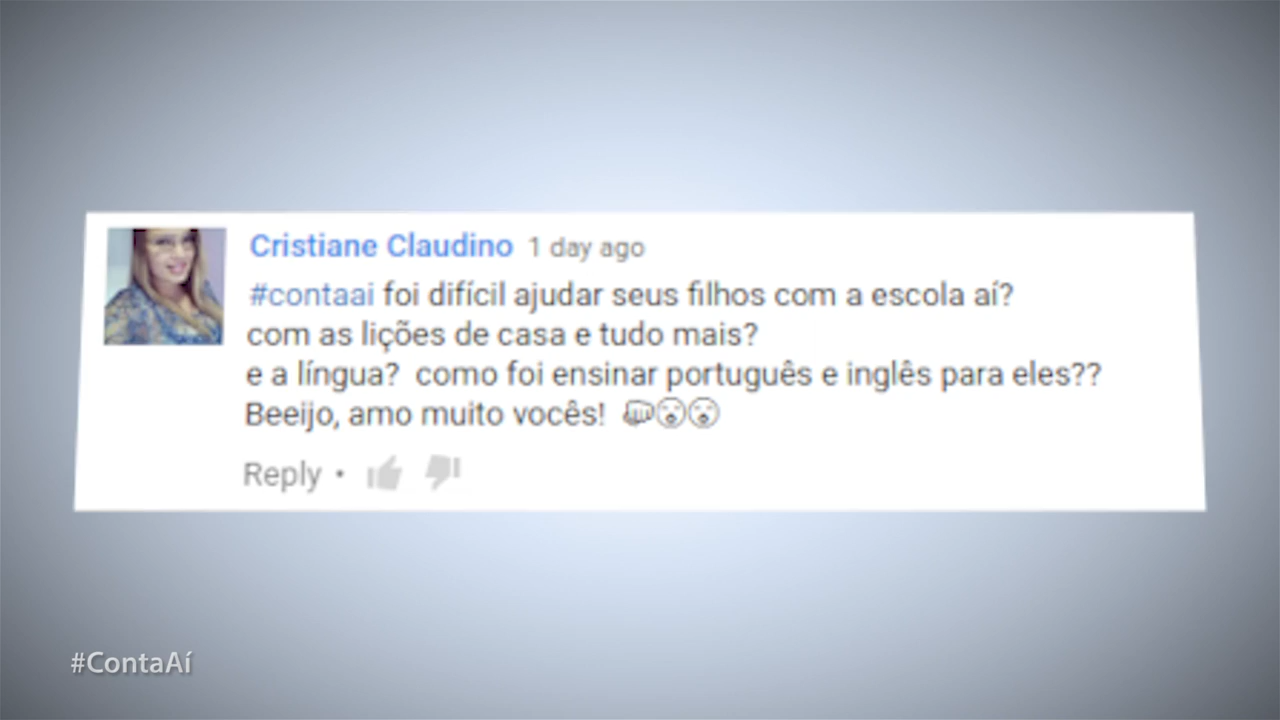 Cristiane Claudino 1 day ago
#contaai foi difícil ajudar seus filhos com a escola aí?
com as lições de casa e tudo mais?
e a língua? como foi ensinar português e inglês para eles??
Beeijo, amo muito vocês! 👊😮😮
Reply •
#ContaAí